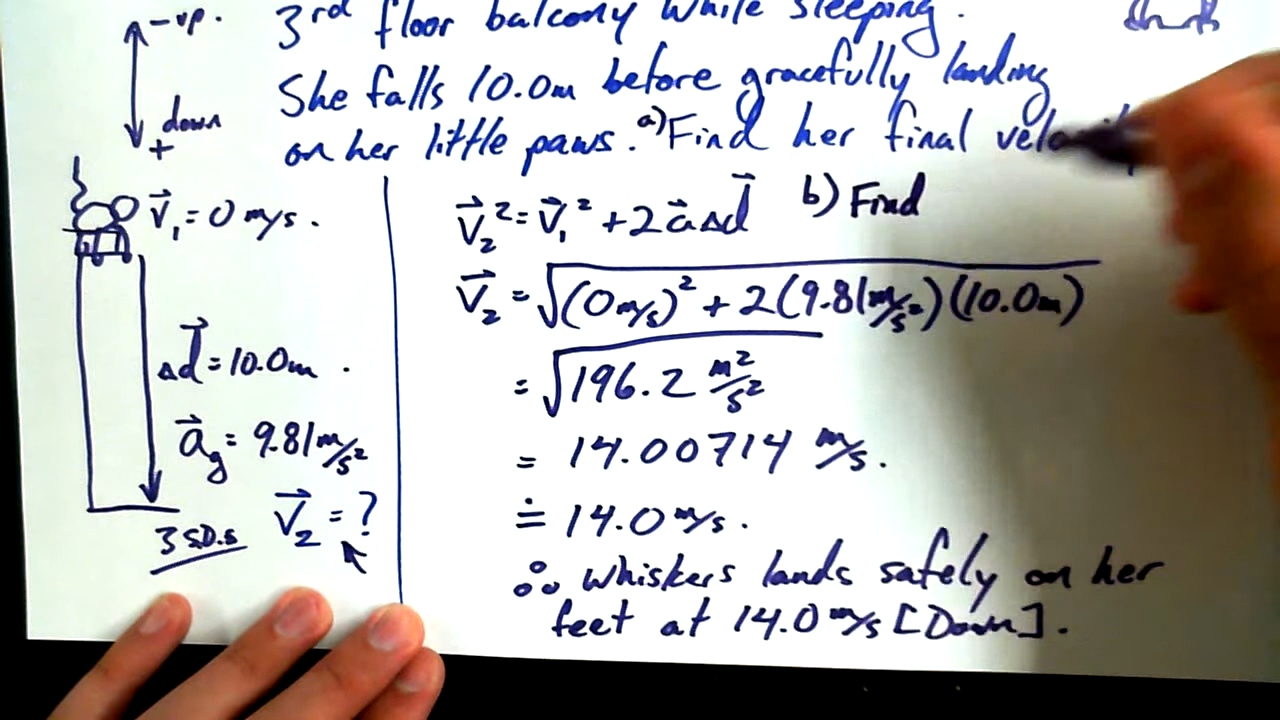 3rd floor balcony while sleeping.
She falls 10.0m before gracefully landing
on her little paws. a) Find her final
-up.
down
+
V⃗₁ = 0 m/s.
Δd⃗ = 10.0m.
a⃗g = 9.81 m/s²
V⃗₂ = ?
3 S.D.s
V⃗₂² = V⃗₁² + 2a⃗Δd⃗
V⃗₂ = √((0 m/s)² + 2(9.81 m/s²)(10.0m))
= √(196.2 m²/s²)
= 14.00714 m/s.
≐ 14.0 m/s.
∴ Whiskers lands safely on her
feet at 14.0 m/s [Down].
b) Find